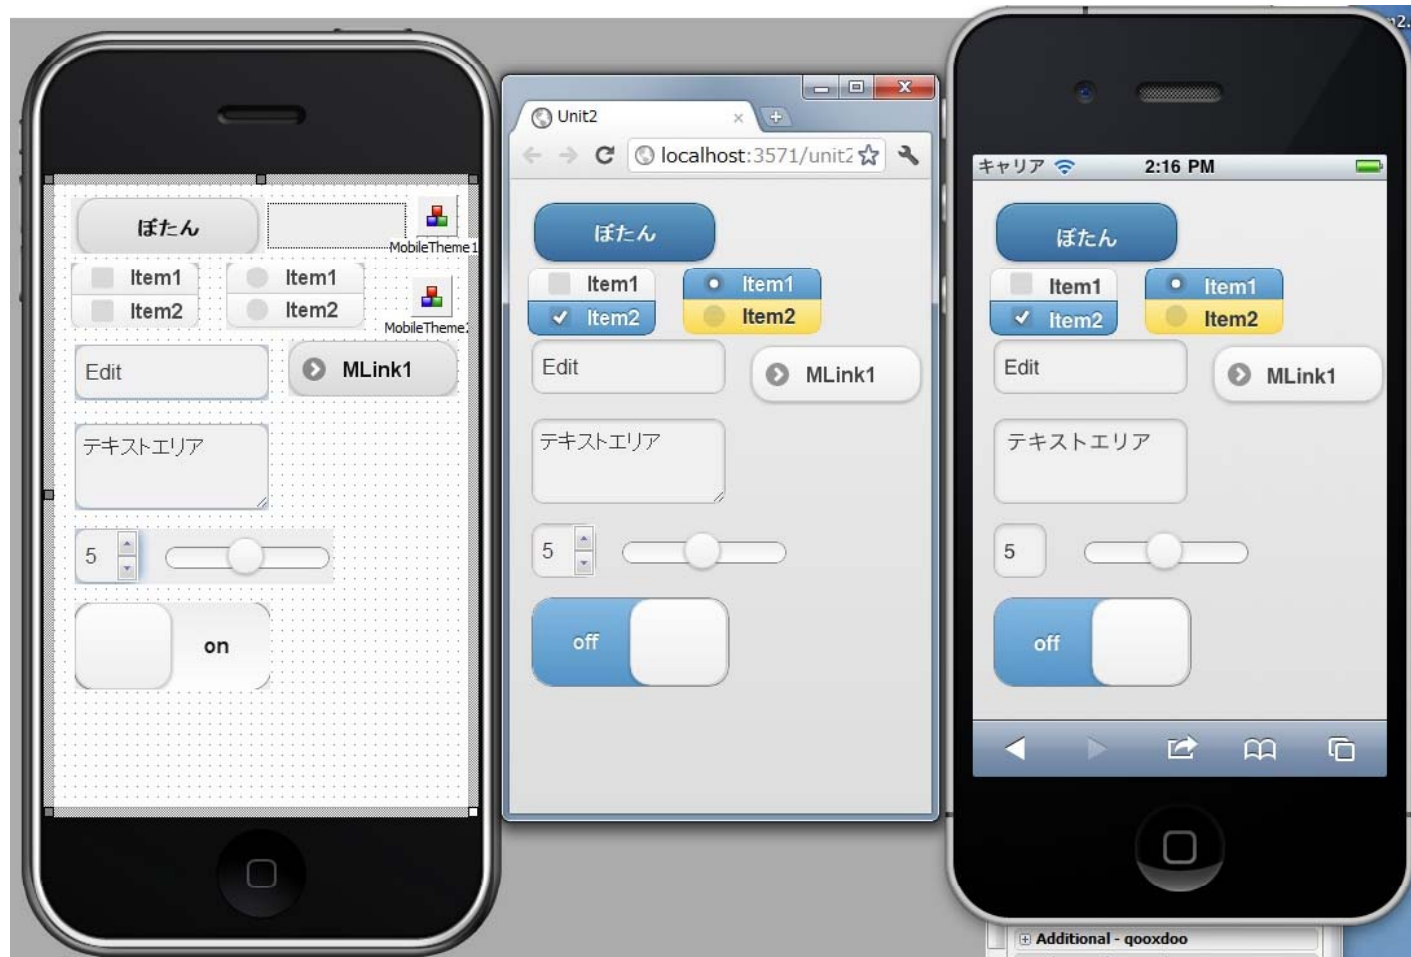 ぼたん
MobileTheme1
Item1
Item2
Item1
Item2
Edit
MLink1
テキストエリア
5
on
Unit2
localhost:3571/unit2
ぼたん
Item1
Item2
Item1
Item2
Edit
MLink1
テキストエリア
5
off
キャリア
2:16 PM
ぼたん
Item1
Item2
Item1
Item2
Edit
MLink1
テキストエリア
5
off
Additional - qooxdoo